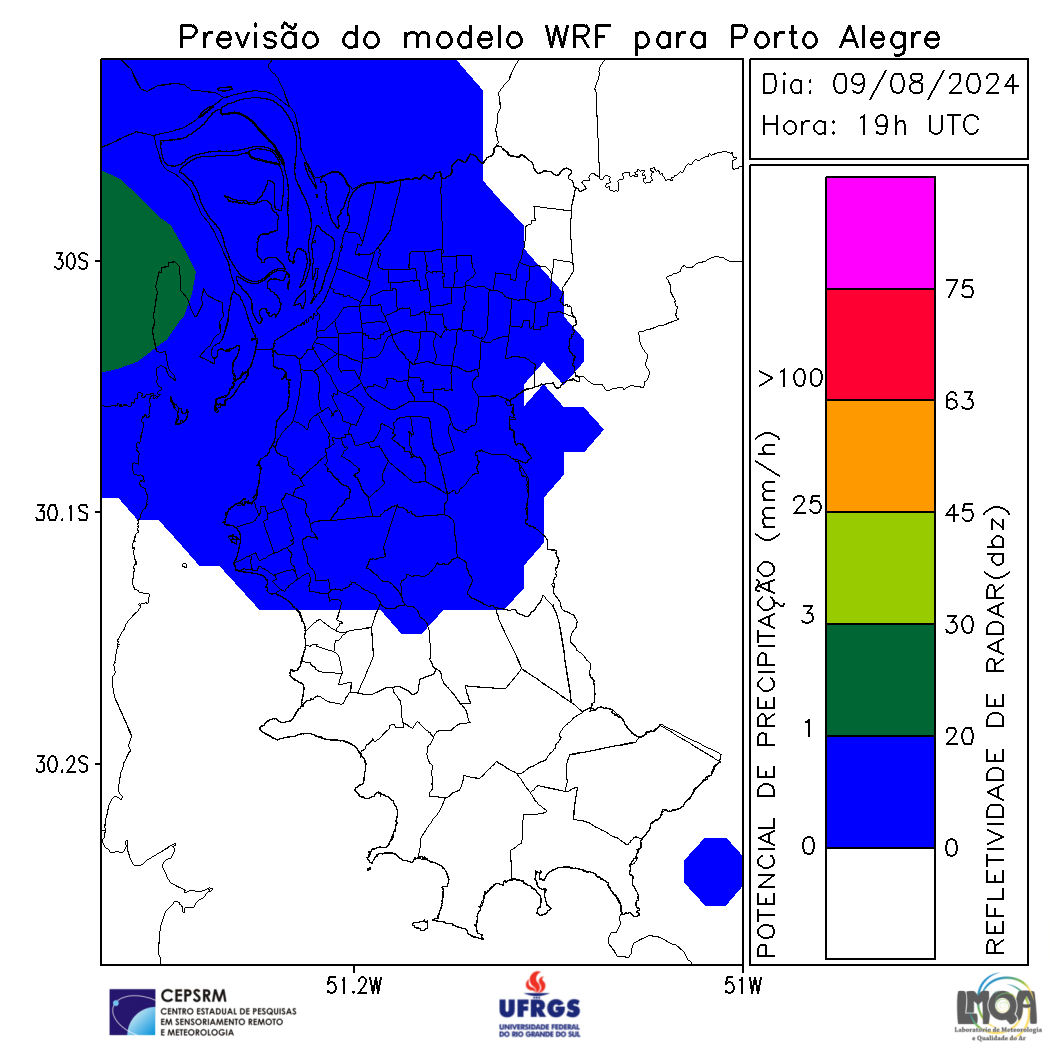 Previsão do modelo WRF para Porto Alegre
Dia: 09/08/2024
Hora: 19h UTC
30S
30.1S
30.2S
51.2W
51W
POTENCIAL DE PRECIPITAÇÃO (mm/h)
>100
25
3
1
0
75
63
45
30
20
0
REFLETIVIDADE DE RADAR(dbz)
CEPSRM
CENTRO ESTADUAL DE PESQUISAS
EM SENSORIAMENTO REMOTO
E METEOROLOGIA
UFRGS
UNIVERSIDADE FEDERAL
DO RIO GRANDE DO SUL
LMQA
Laboratório de Meteorologia
e Qualidade do Ar